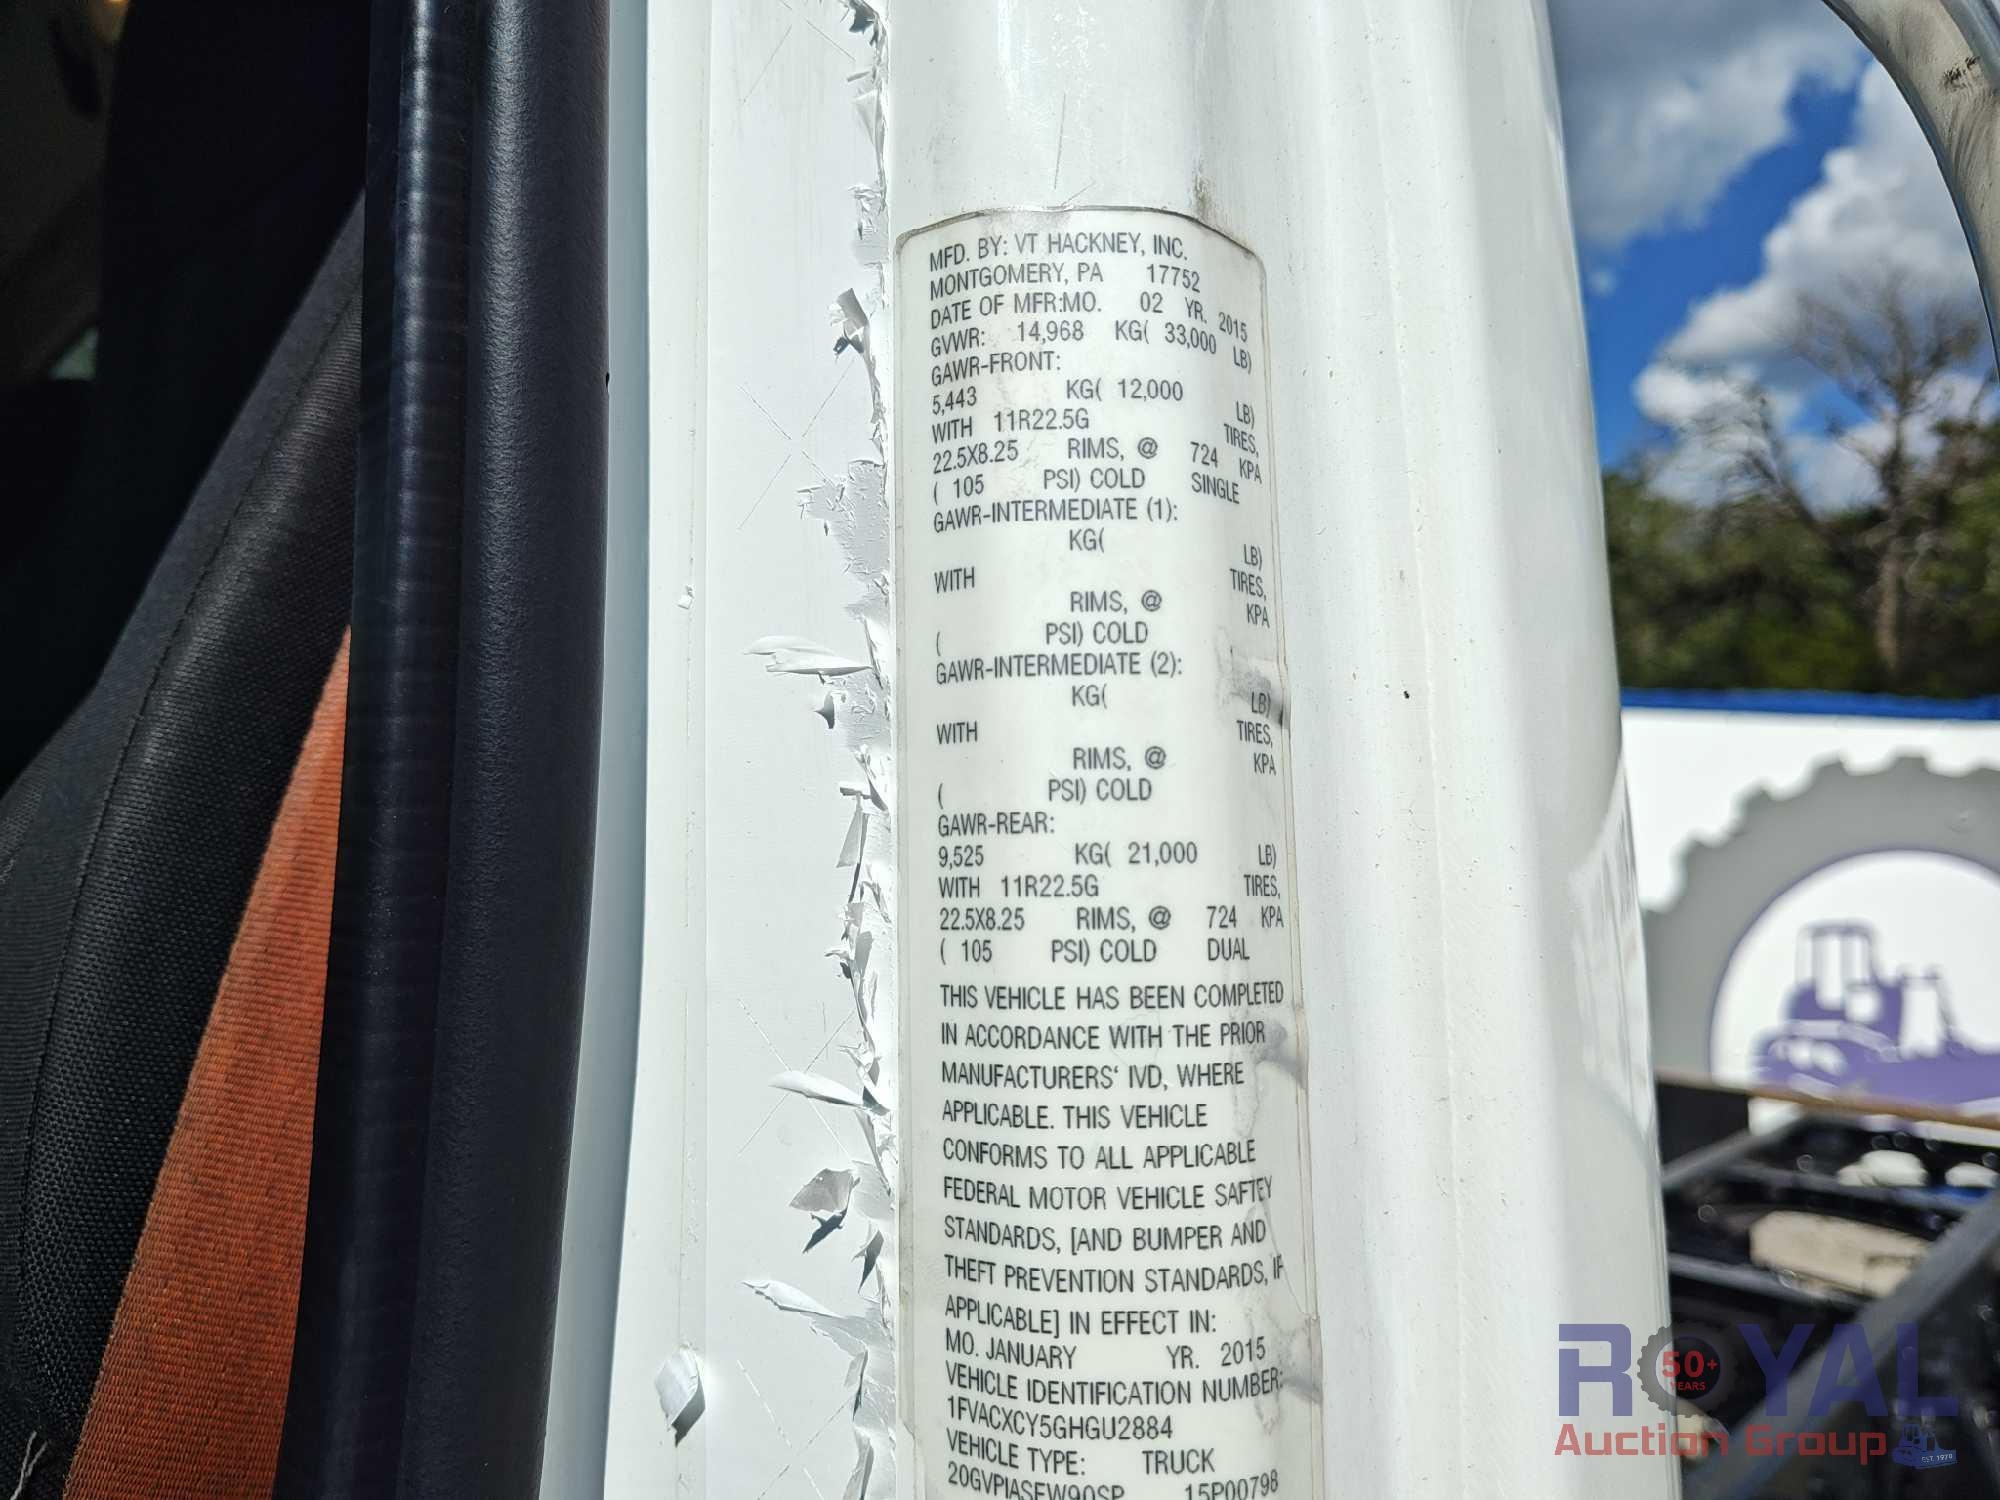 MFD. BY: VT HACKNEY, INC.
MONTGOMERY, PA 17752
DATE OF MFR:MO. 02 YR. 2015
GVWR: 14,968 KG( 33,000 LB)
GAWR-FRONT:
5,443 KG( 12,000 LB)
WITH 11R22.5G TIRES,
22.5X8.25 RIMS, @ 724 KPA
( 105 PSI) COLD SINGLE
GAWR-INTERMEDIATE (1):
KG( LB)
WITH TIRES,
RIMS, @ KPA
( PSI) COLD
GAWR-INTERMEDIATE (2):
KG( LB)
WITH TIRES,
RIMS, @ KPA
( PSI) COLD
GAWR-REAR:
9,525 KG( 21,000 LB)
WITH 11R22.5G TIRES,
22.5X8.25 RIMS, @ 724 KPA
( 105 PSI) COLD DUAL
THIS VEHICLE HAS BEEN COMPLETED
IN ACCORDANCE WITH THE PRIOR
MANUFACTURERS' IVD, WHERE
APPLICABLE. THIS VEHICLE
CONFORMS TO ALL APPLICABLE
FEDERAL MOTOR VEHICLE SAFTEY
STANDARDS, [AND BUMPER AND
THEFT PREVENTION STANDARDS, IF
APPLICABLE] IN EFFECT IN:
MO. JANUARY YR. 2015
VEHICLE IDENTIFICATION NUMBER:
1FVACXCY5GHGU2884
VEHICLE TYPE: TRUCK
20GVPIASFW90SP 15P00798
ROYAL
50+
YEARS
Auction Group
EST. 1970